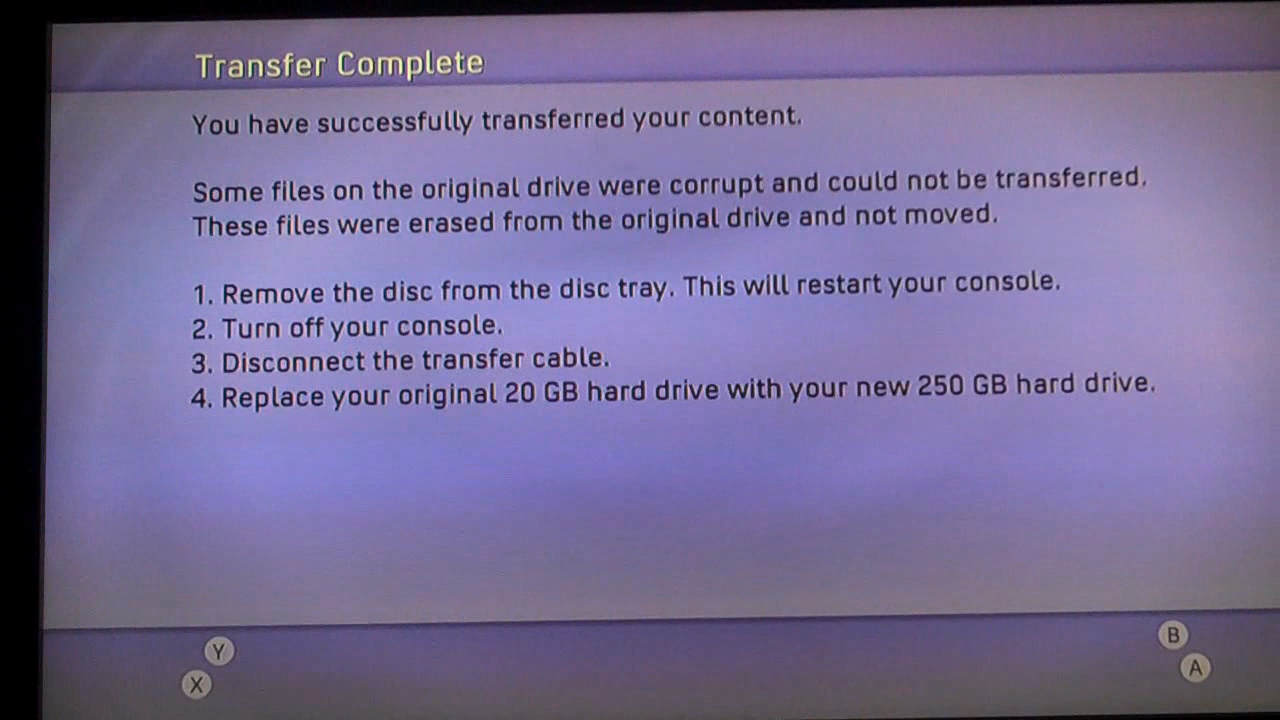 Transfer Complete
You have successfully transferred your content.
Some files on the original drive were corrupt and could not be transferred.
These files were erased from the original drive and not moved.
1. Remove the disc from the disc tray. This will restart your console.
2. Turn off your console.
3. Disconnect the transfer cable.
4. Replace your original 20 GB hard drive with your new 250 GB hard drive.
Y
X
B
A